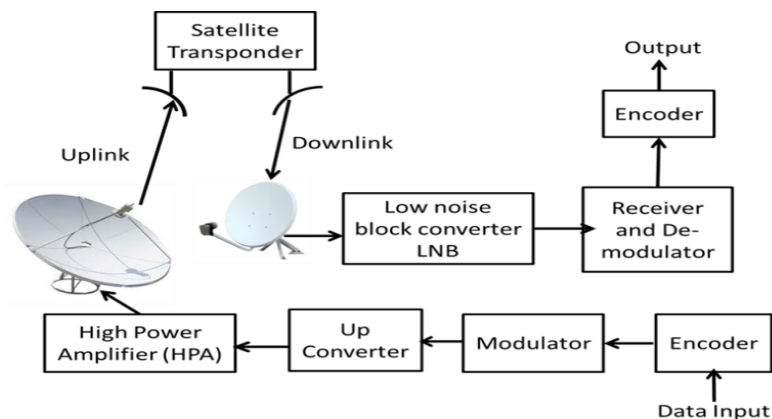 Satellite
Transponder
Output
Encoder
Uplink
Downlink
Low noise
block converter
LNB
Receiver
and De-
modulator
High Power
Amplifier (HPA)
Up
Converter
Modulator
Encoder
Data Input